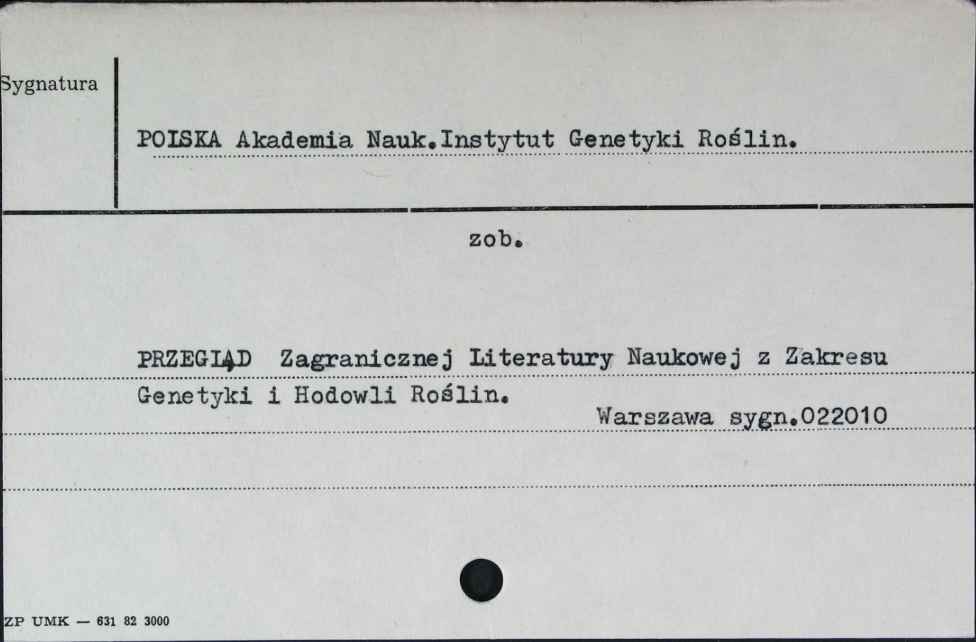 Sygnatura
POLSKA Akademia Nauk.Instytut Genetyki Roślin.
zob.
PRZEGLĄD Zagranicznej Literatury Naukowej z Zakresu
Genetyki i Hodowli Roślin.
Warszawa sygn.022010
ZP UMK — 631 82 3000